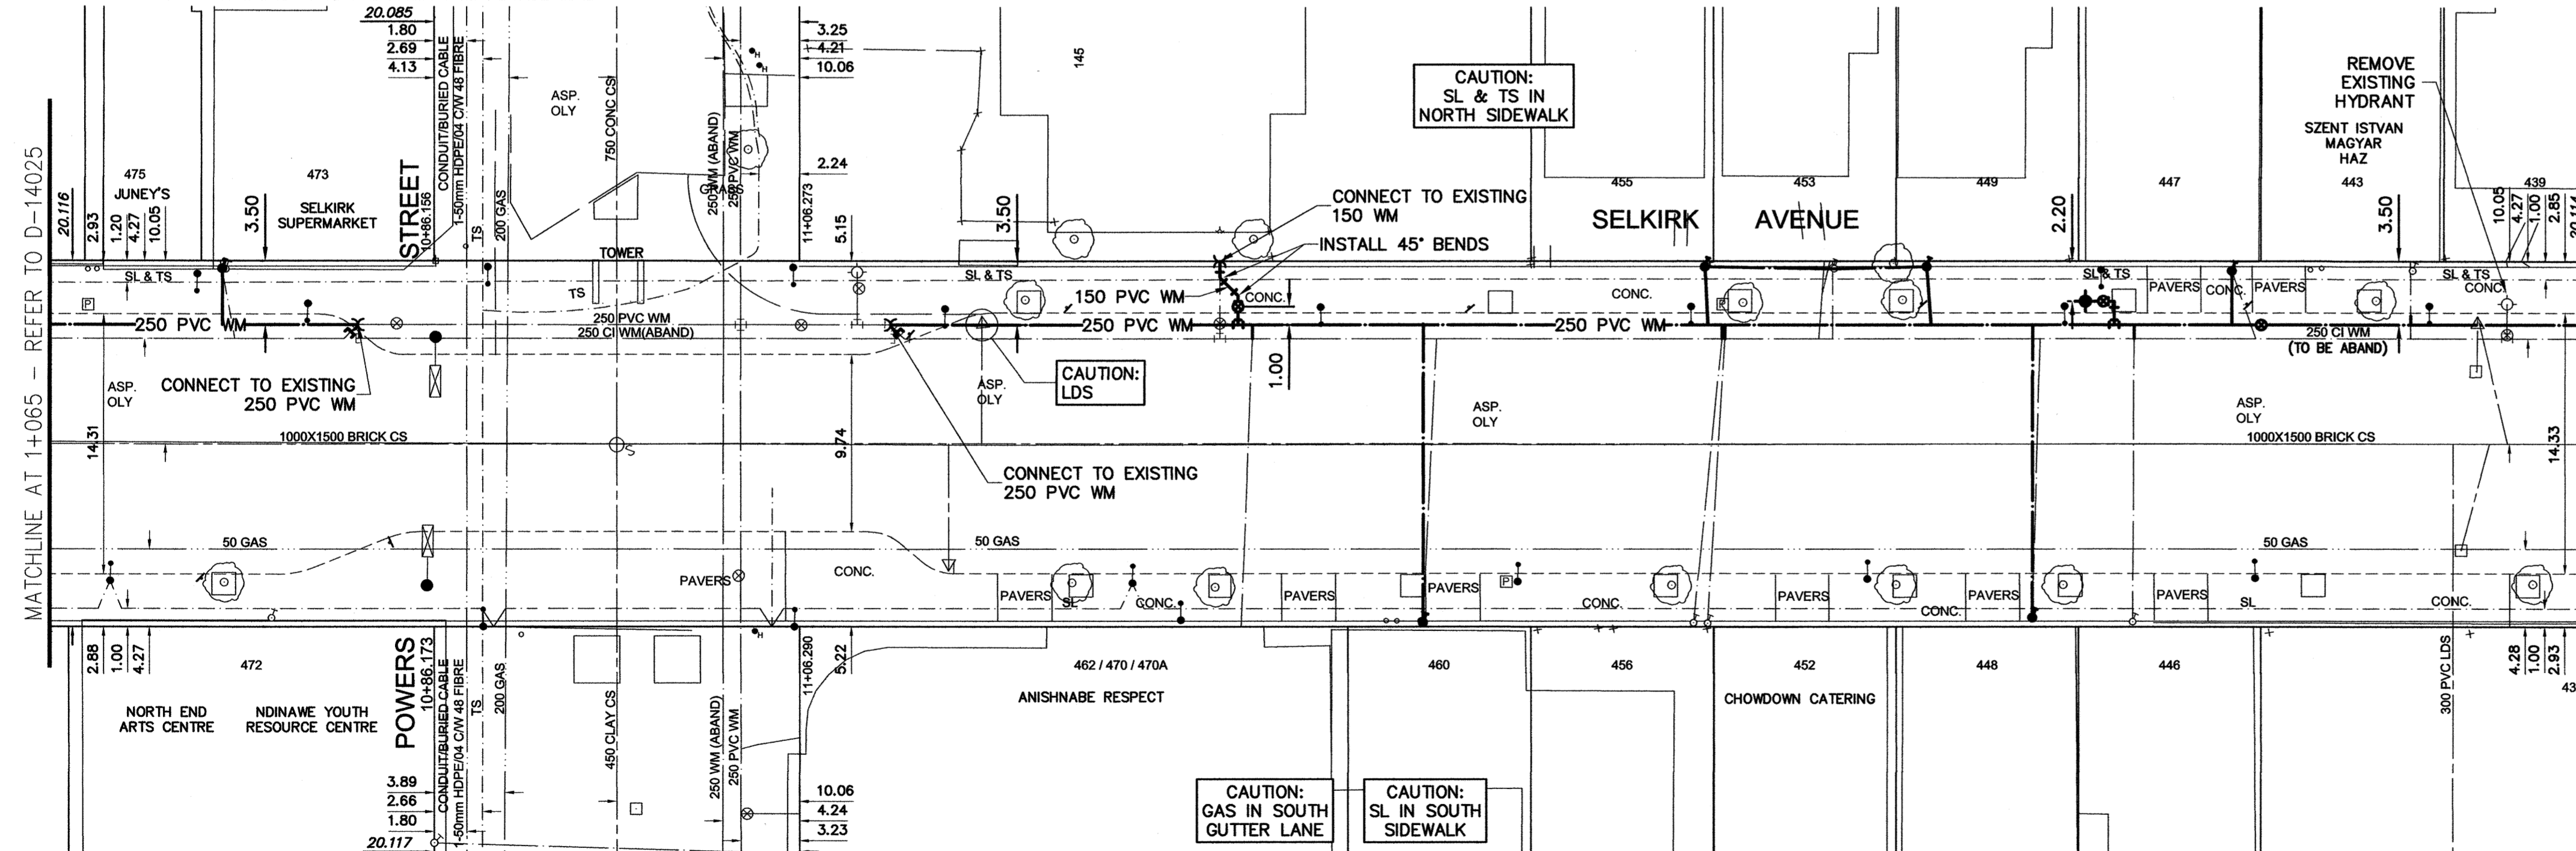 MATCHLINE AT 1+065 - REFER TO D-14025
20.085
1.80
2.69
4.13
CONDUIT/BURIED CABLE
1-50mm HDPE/04 C/W 48 FIBRE
ASP.
OLY
750 CONC CS
250 WM (ABAND)
250 PVC WM
H
H
3.25
4.21
10.06
2.24
145
CAUTION:
SL & TS IN
NORTH SIDEWALK
REMOVE
EXISTING
HYDRANT
SZENT ISTVAN
MAGYAR
HAZ
475
JUNEY'S
473
SELKIRK
SUPERMARKET
STREET
10+86.156
TS
200 GAS
GRASS
11+06.273
5.15
3.50
CONNECT TO EXISTING
150 WM
INSTALL 45° BENDS
455
453
449
447
443
439
SELKIRK AVENUE
20.116
2.93
1.20
4.27
10.05
3.50
2.20
3.50
10.05
4.27
1.00
2.85
20.114
SL & TS
TOWER
TS
SL & TS
150 PVC WM
CONC.
CONC.
SL & TS
PAVERS
CONC.
PAVERS
SL & TS
CONC.
P
P
250 PVC WM
250 PVC WM
250 CI WM(ABAND)
250 PVC WM
250 PVC WM
250 CI WM
(TO BE ABAND)
CONNECT TO EXISTING
250 PVC WM
ASP.
OLY
CAUTION:
LDS
ASP.
OLY
1.00
ASP.
OLY
ASP.
OLY
14.31
1000X1500 BRICK CS
S
9.74
1000X1500 BRICK CS
14.33
CONNECT TO EXISTING
250 PVC WM
50 GAS
50 GAS
50 GAS
PAVERS
CONC.
PAVERS
SL
CONC.
PAVERS
PAVERS
P
CONC.
PAVERS
CONC.
PAVERS
PAVERS
SL
CONC.
2.88
1.00
4.27
472
POWERS
10+86.173
CONDUIT/BURIED CABLE
1-50mm HDPE/04 C/W 48 FIBRE
TS
200 GAS
450 CLAY CS
250 WM (ABAND)
250 PVC WM
H
11+06.290
5.22
462 / 470 / 470A
ANISHNABE RESPECT
460
456
452
CHOWDOWN CATERING
448
446
300 PVC LDS
4.28
1.00
2.93
NORTH END
ARTS CENTRE
NDINAWE YOUTH
RESOURCE CENTRE
3.89
2.66
1.80
20.117
10.06
4.24
3.23
CAUTION:
GAS IN SOUTH
GUTTER LANE
CAUTION:
SL IN SOUTH
SIDEWALK